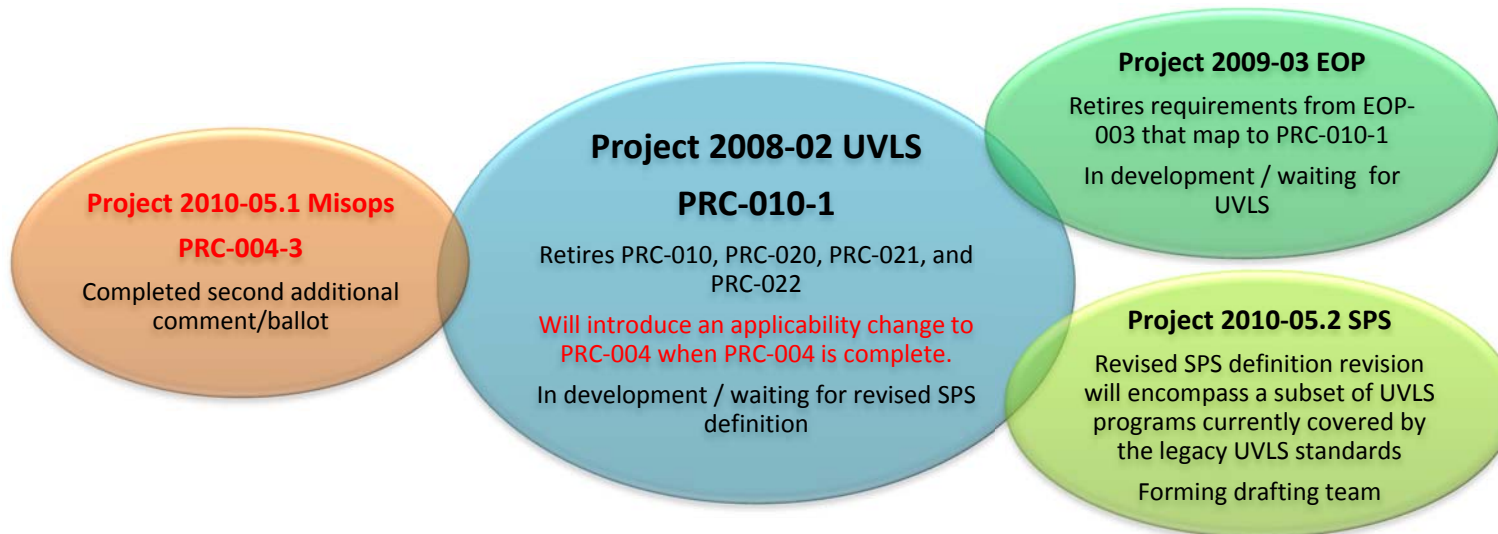 Project 2010-05.1 Misops
PRC-004-3
Completed second additional
comment/ballot
Project 2008-02 UVLS
PRC-010-1
Retires PRC-010, PRC-020, PRC-021, and
PRC-022
Will introduce an applicability change to
PRC-004 when PRC-004 is complete.
In development / waiting for revised SPS
definition
Project 2009-03 EOP
Retires requirements from EOP-
003 that map to PRC-010-1
In development / waiting for
UVLS
Project 2010-05.2 SPS
Revised SPS definition revision
will encompass a subset of UVLS
programs currently covered by
the legacy UVLS standards
Forming drafting team